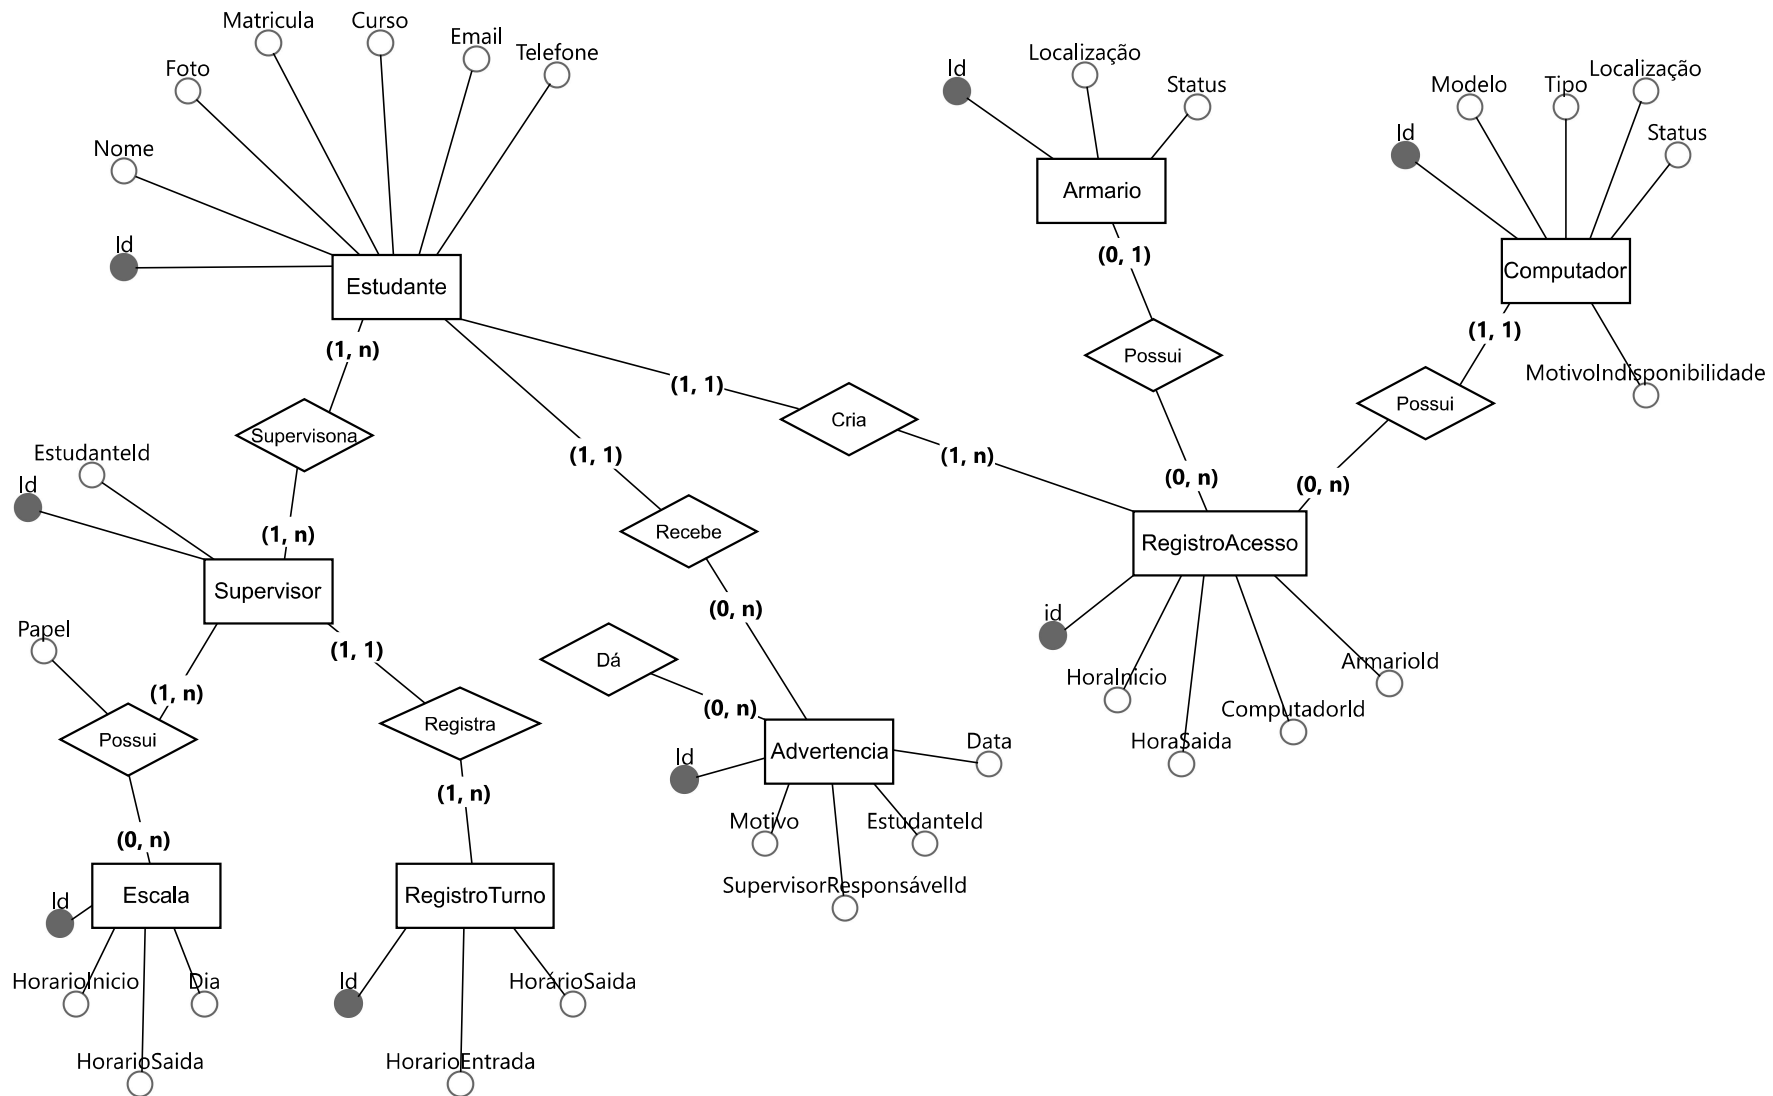 Matricula
Curso
Email
Telefone
Foto
Nome
Id
Estudante
Localização
Id
Status
Armario
Localização
Modelo
Tipo
Id
Status
Computador
MotivoIndisponibilidade
(0, 1)
(1, 1)
(1, n)
(1, 1)
Possui
Possui
Cria
Supervisona
(1, 1)
(1, n)
(0, n)
(0, n)
EstudanteId
Id
(1, n)
Recebe
RegistroAcesso
Supervisor
(0, n)
id
HoraInicio
HoraSaida
ComputadorId
ArmarioId
Papel
(1, 1)
(1, n)
Dá
(0, n)
Possui
Registra
Advertencia
Id
Data
Motivo
EstudanteId
SupervisorResponsávelId
(0, n)
(1, n)
Escala
Id
HorarioInicio
Dia
HorarioSaida
RegistroTurno
Id
HorárioSaida
HorarioEntrada